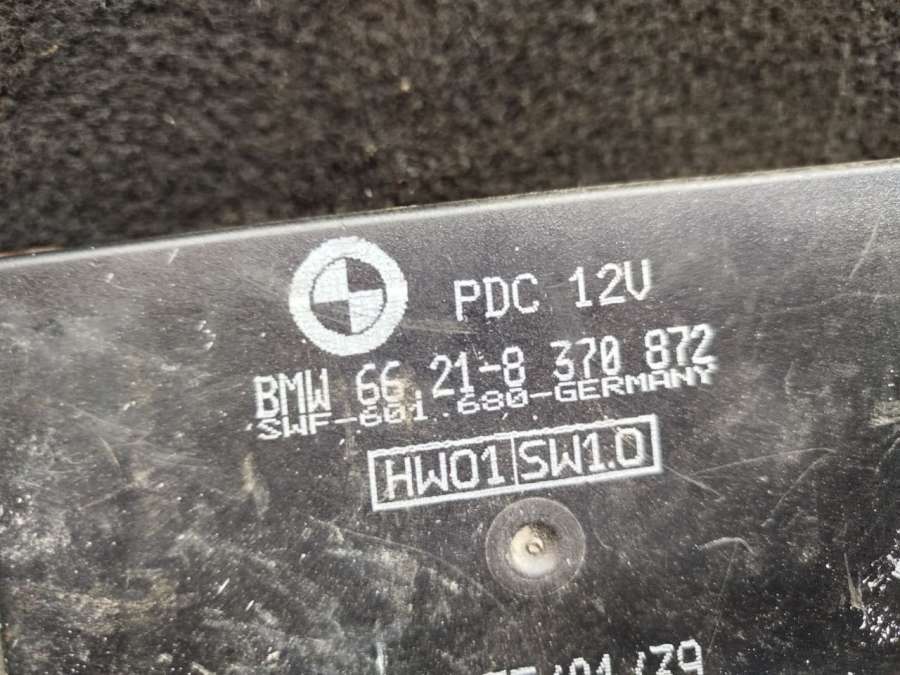 PDC 12V
BMW 66.21-8 370 872
SWF-601.680-GERMANY
HW01 SW1.0